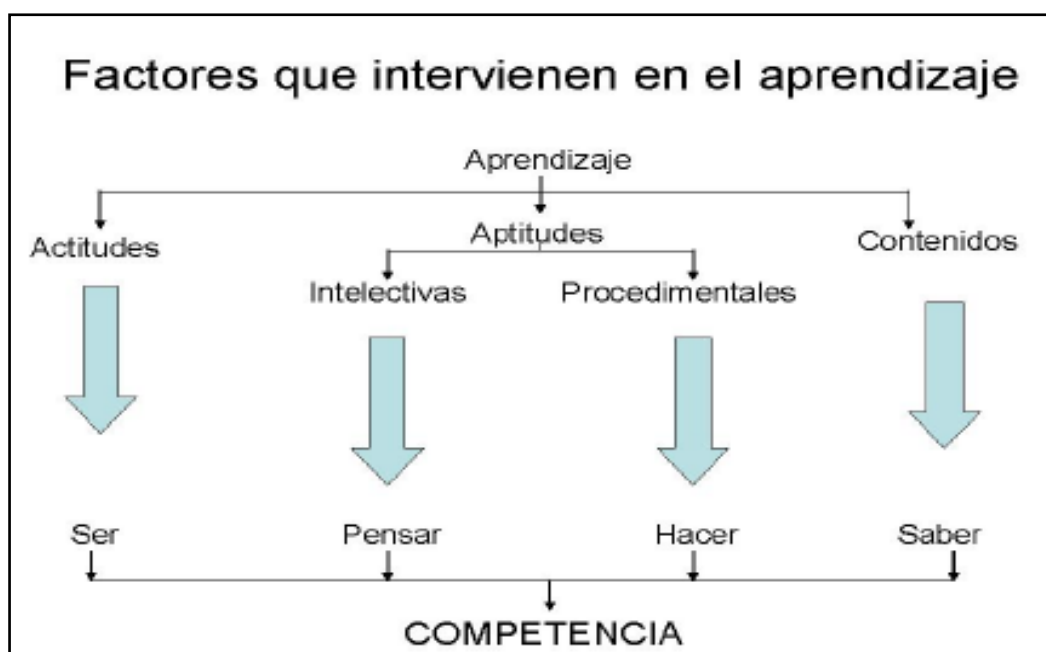 Factores que intervienen en el aprendizaje
Aprendizaje
Actitudes
Aptitudes
Contenidos
Intelectivas
Procedimentales
Ser
Pensar
Hacer
Saber
COMPETENCIA